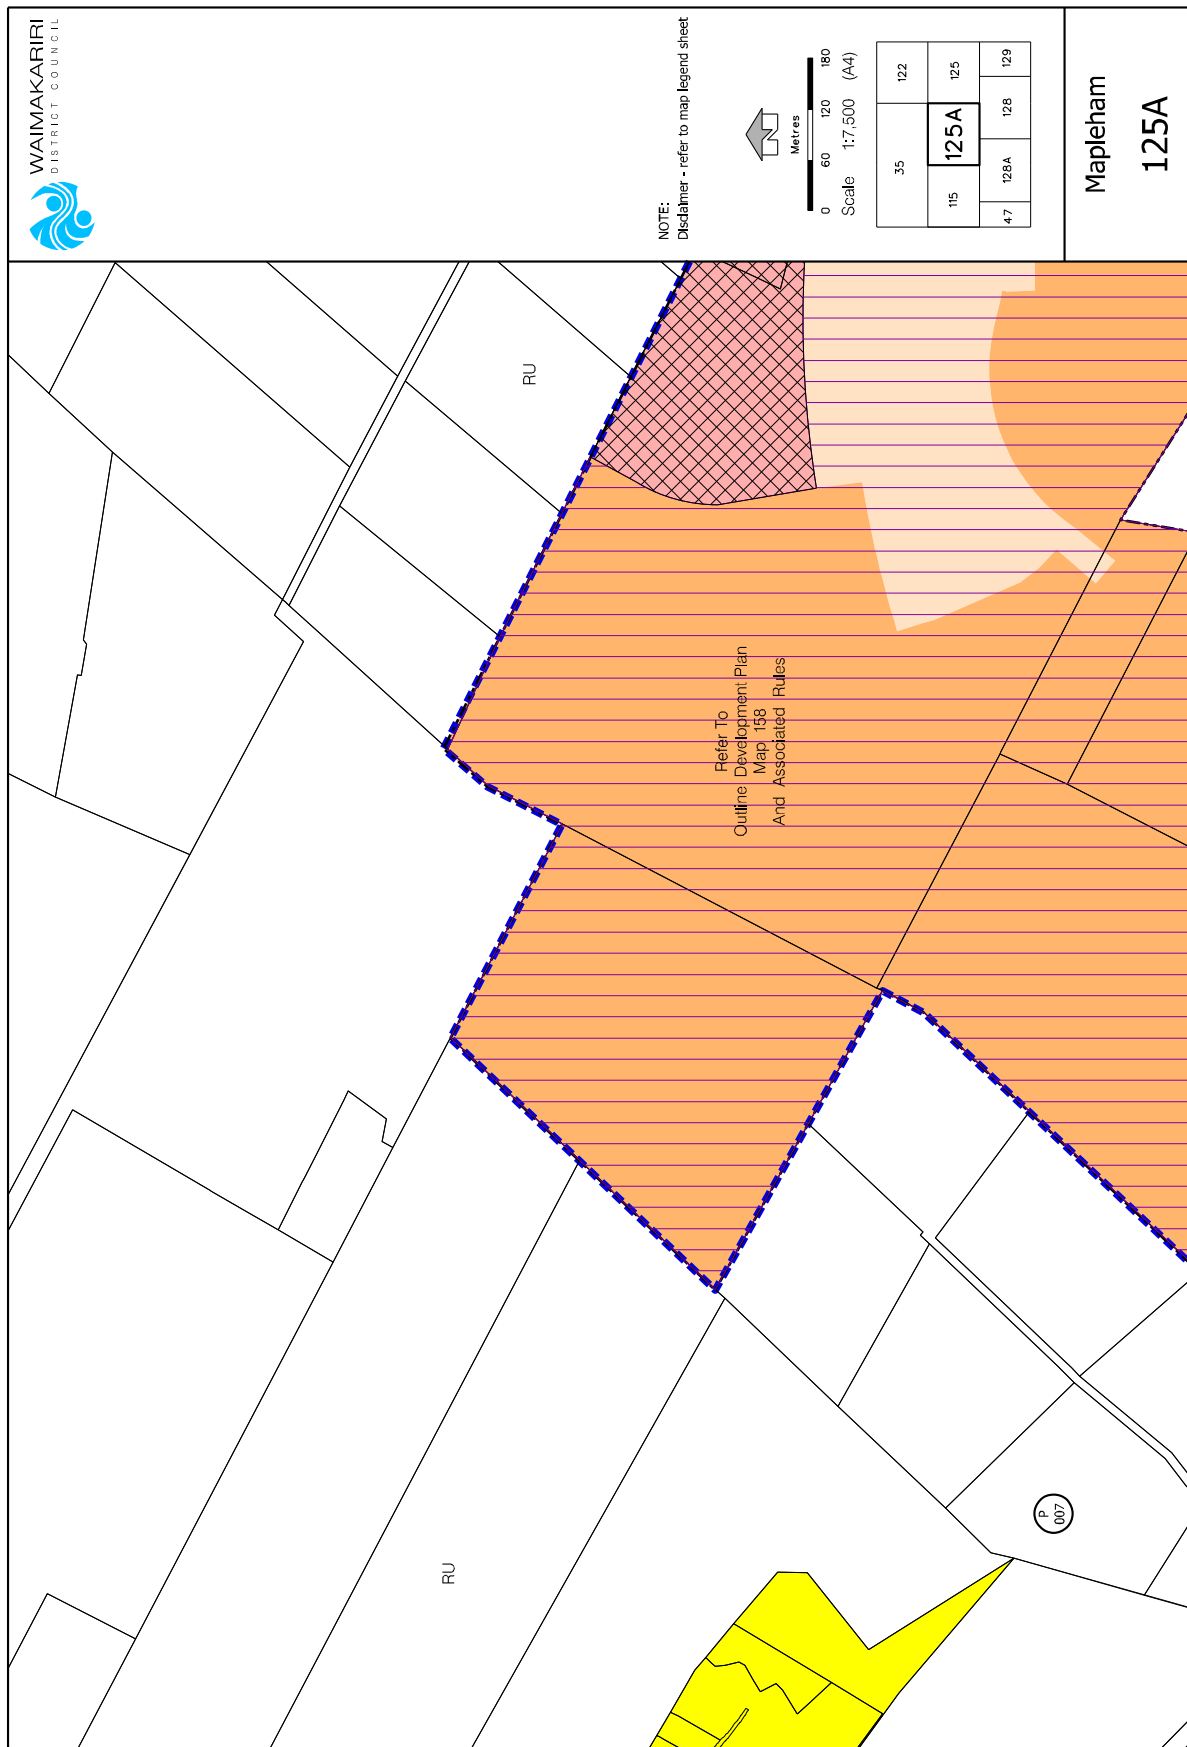 WAIMAKARIRI
DISTRICT COUNCIL
NOTE:
Disclaimer - refer to map legend sheet
Metres
0 60 120 180
Scale 1:7,500 (A4)
35 122
115 125A 125
47 128A 128 129
Mapleham
125A
RU
Refer To
Outline Development Plan
Map 158
And Associated Rules
RU
P
007